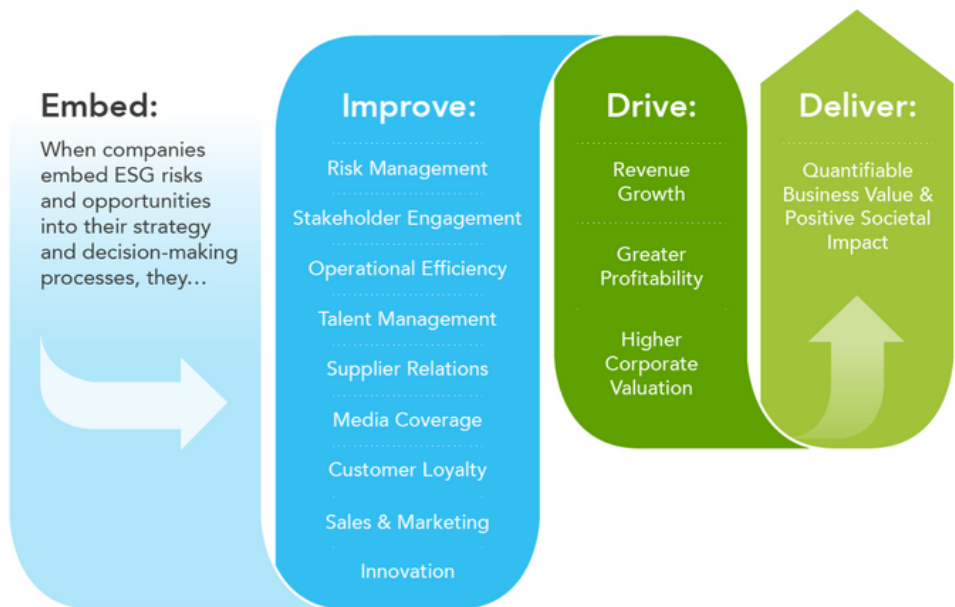 Embed:
When companies
embed ESG risks
and opportunities
into their strategy
and decision-making
processes, they...
Improve:
Risk Management
Stakeholder Engagement
Operational Efficiency
Talent Management
Supplier Relations
Media Coverage
Customer Loyalty
Sales & Marketing
Innovation
Drive:
Revenue
Growth
Greater
Profitability
Higher
Corporate
Valuation
Deliver:
Quantifiable
Business Value &
Positive Societal
Impact